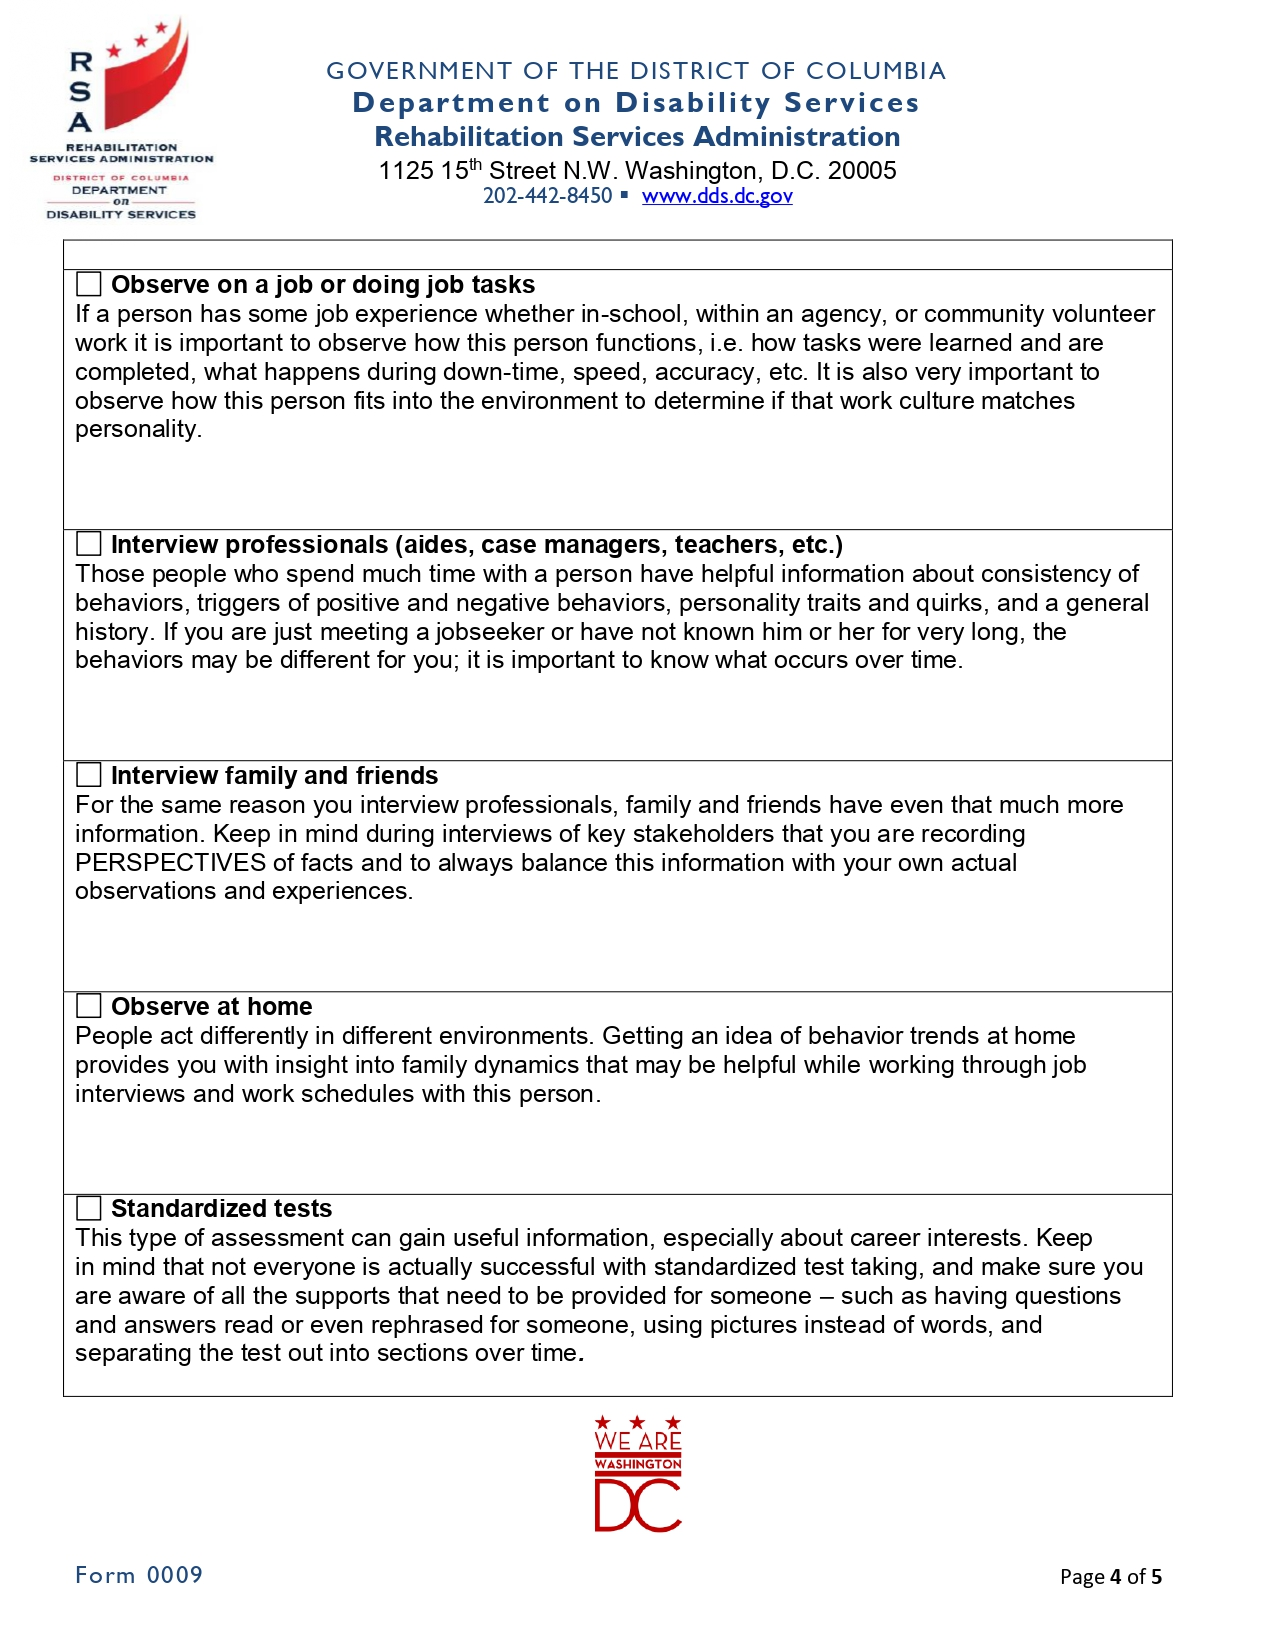 R
S
A
REHABILITATION
SERVICES ADMINISTRATION
DISTRICT OF COLUMBIA
DEPARTMENT
on
DISABILITY SERVICES
GOVERNMENT OF THE DISTRICT OF COLUMBIA
Department on Disability Services
Rehabilitation Services Administration
1125 15th Street N.W. Washington, D.C. 20005
202-442-8450 ▪ www.dds.dc.gov
☐ Observe on a job or doing job tasks
If a person has some job experience whether in-school, within an agency, or community volunteer
work it is important to observe how this person functions, i.e. how tasks were learned and are
completed, what happens during down-time, speed, accuracy, etc. It is also very important to
observe how this person fits into the environment to determine if that work culture matches
personality.
☐ Interview professionals (aides, case managers, teachers, etc.)
Those people who spend much time with a person have helpful information about consistency of
behaviors, triggers of positive and negative behaviors, personality traits and quirks, and a general
history. If you are just meeting a jobseeker or have not known him or her for very long, the
behaviors may be different for you; it is important to know what occurs over time.
☐ Interview family and friends
For the same reason you interview professionals, family and friends have even that much more
information. Keep in mind during interviews of key stakeholders that you are recording
PERSPECTIVES of facts and to always balance this information with your own actual
observations and experiences.
☐ Observe at home
People act differently in different environments. Getting an idea of behavior trends at home
provides you with insight into family dynamics that may be helpful while working through job
interviews and work schedules with this person.
☐ Standardized tests
This type of assessment can gain useful information, especially about career interests. Keep
in mind that not everyone is actually successful with standardized test taking, and make sure you
are aware of all the supports that need to be provided for someone – such as having questions
and answers read or even rephrased for someone, using pictures instead of words, and
separating the test out into sections over time.
WE ARE
WASHINGTON
DC
Form 0009
Page 4 of 5